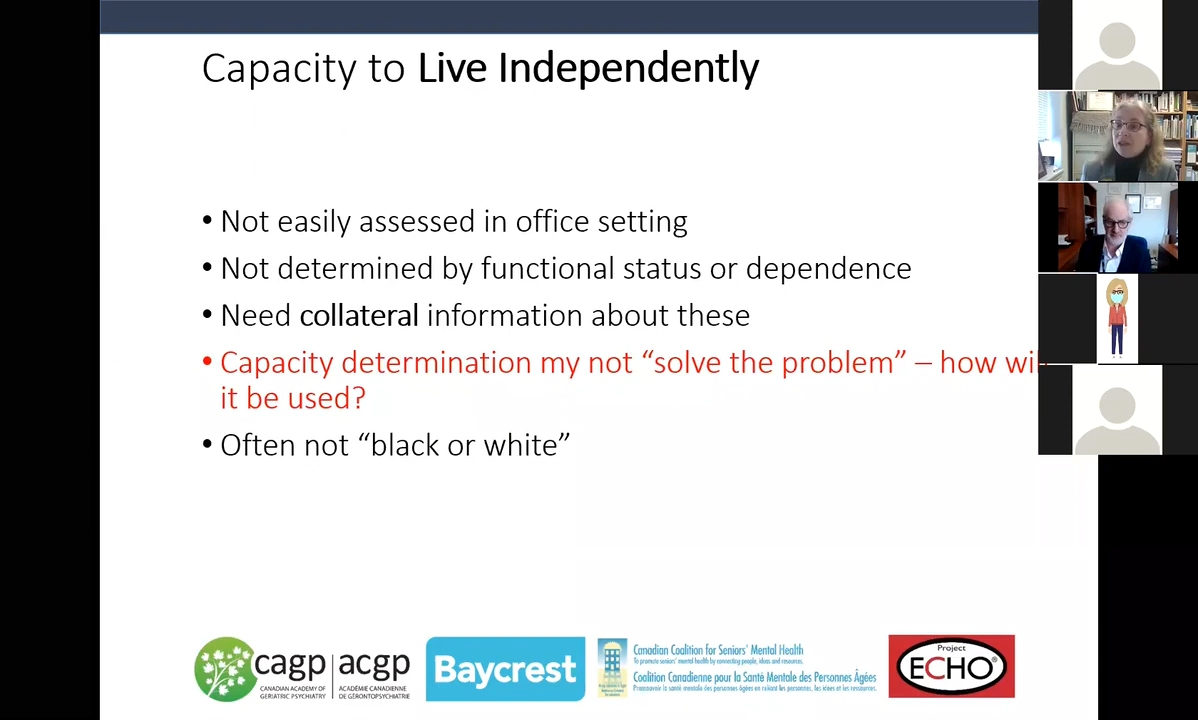 Capacity to Live Independently
• Not easily assessed in office setting
• Not determined by functional status or dependence
• Need collateral information about these
• Capacity determination my not “solve the problem” – how wi
it be used?
• Often not “black or white”
cagp | acgp
CANADIAN ACADEMY OF
GERIATRIC PSYCHIATRY
ACADÉMIE CANADIENNE
DE GÉRONTOPSYCHIATRIE
Baycrest
Canadian Coalition for Seniors' Mental Health
To promote seniors' mental health by connecting people, ideas and resources.
Coalition Canadienne pour la Santé Mentale des Personnes Âgées
Promouvoir la santé mentale des personnes âgées en reliant les personnes, les idées et les ressources.
Project
ECHO®